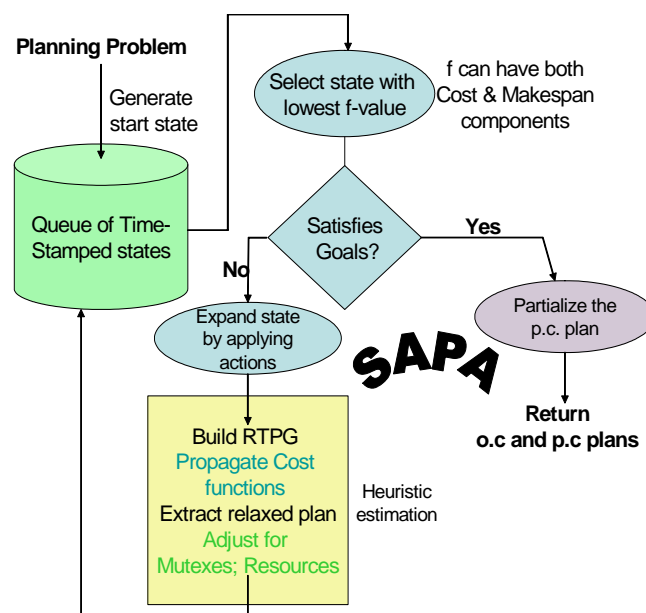 Planning Problem
Generate
start state
Queue of Time-
Stamped states
Select state with
lowest f-value
f can have both
Cost & Makespan
components
Satisfies
Goals?
Yes
No
Expand state
by applying
actions
Partialize the
p.c. plan
SAPA
Return
o.c and p.c plans
Build RTPG
Propagate Cost
functions
Extract relaxed plan
Adjust for
Mutexes; Resources
Heuristic
estimation